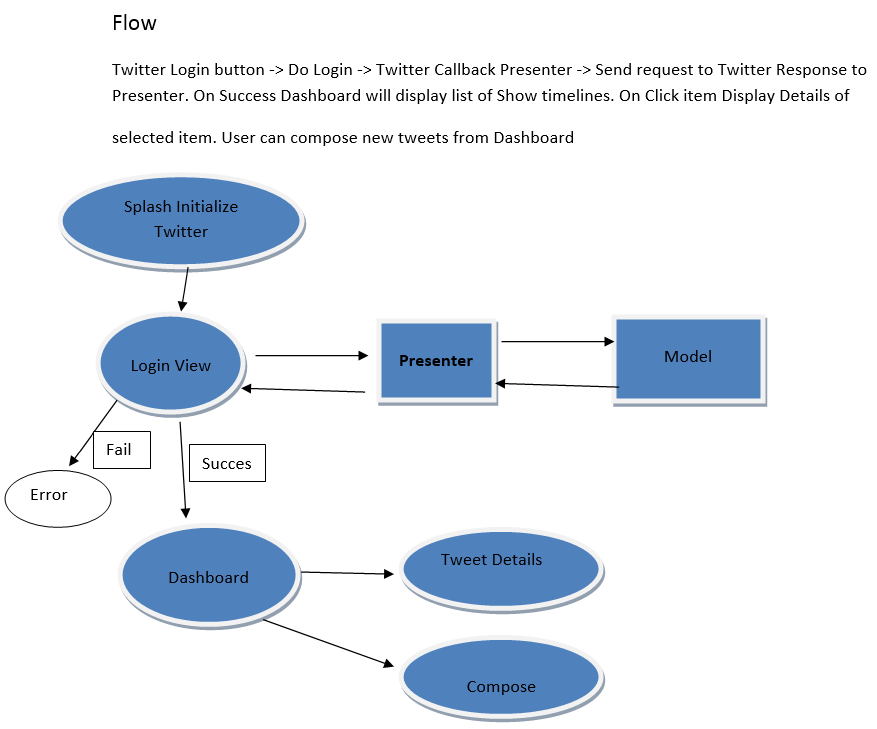 Flow
Twitter Login button -> Do Login -> Twitter Callback Presenter -> Send request to Twitter Response to
Presenter. On Success Dashboard will display list of Show timelines. On Click item Display Details of
selected item. User can compose new tweets from Dashboard
Splash Initialize
Twitter
Login View
Presenter
Model
Fail
Succes
Error
Dashboard
Tweet Details
Compose